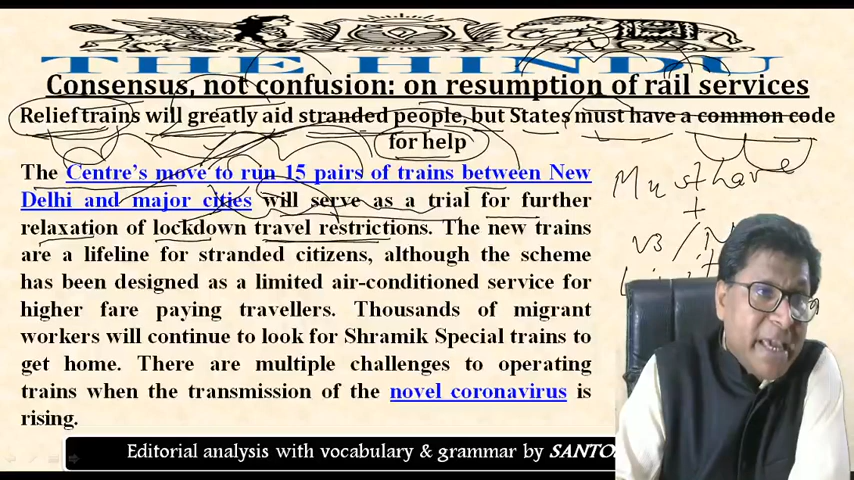 THE HINDU
Consensus, not confusion: on resumption of rail services
Relief trains will greatly aid stranded people, but States must have a common code
for help
The Centre's move to run 15 pairs of trains between New
Delhi and major cities will serve as a trial for further
relaxation of lockdown travel restrictions. The new trains
are a lifeline for stranded citizens, although the scheme
has been designed as a limited air-conditioned service for
higher fare paying travellers. Thousands of migrant
workers will continue to look for Shramik Special trains to
get home. There are multiple challenges to operating
trains when the transmission of the novel coronavirus is
rising.
Must have
+
V3
Editorial analysis with vocabulary & grammar by